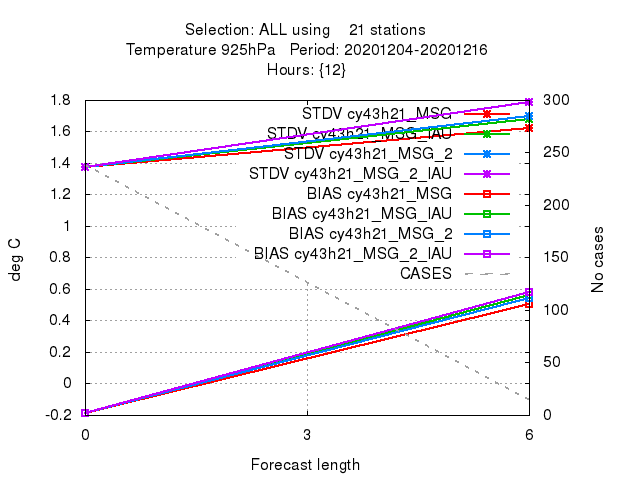 Selection: ALL using 21 stations
Temperature 925hPa Period: 20201204-20201216
Hours: {12}
1.8
1.6
1.4
1.2
1
0.8
0.6
0.4
0.2
0
-0.2
deg C
300
250
200
150
100
50
0
No cases
STDV cy43h21_MSG
STDV cy43h21_MSG_IAU
STDV cy43h21_MSG_2
STDV cy43h21_MSG_2_IAU
BIAS cy43h21_MSG
BIAS cy43h21_MSG_IAU
BIAS cy43h21_MSG_2
BIAS cy43h21_MSG_2_IAU
CASES
0 3 6
Forecast length